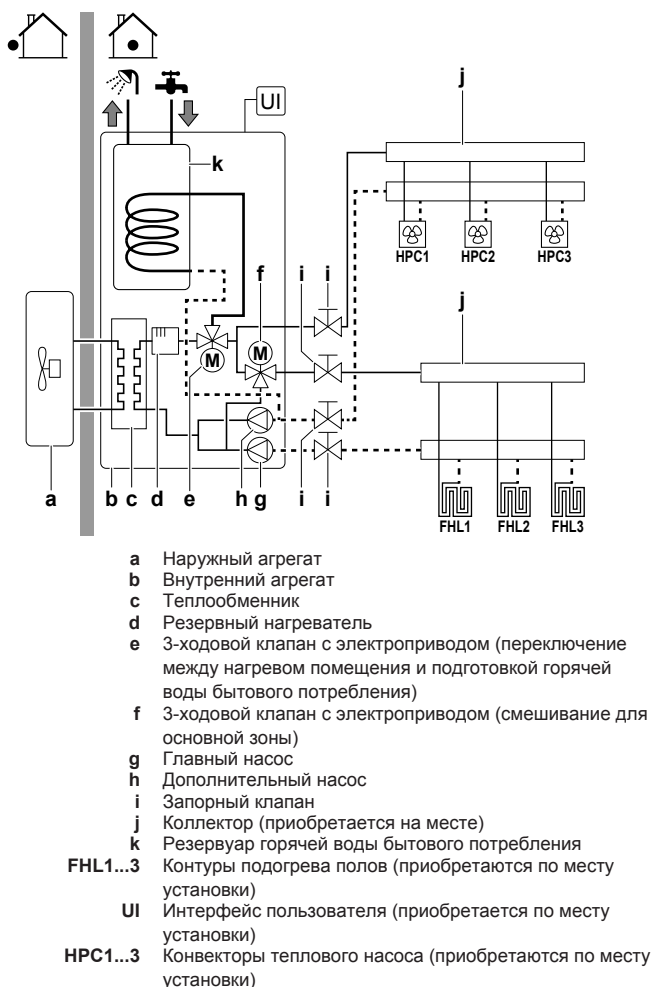 UI
j
k
f
i
i
HPC1
HPC2
HPC3
j
M
M
a
b
c
d
e
h
g
i
i
FHL1
FHL2
FHL3
a Наружный агрегат
b Внутренний агрегат
c Теплообменник
d Резервный нагреватель
e 3-ходовой клапан с электроприводом (переключение
между нагревом помещения и подготовкой горячей
воды бытового потребления)
f 3-ходовой клапан с электроприводом (смешивание для
основной зоны)
g Главный насос
h Дополнительный насос
i Запорный клапан
j Коллектор (приобретается на месте)
k Резервуар горячей воды бытового потребления
FHL1...3 Контуры подогрева полов (приобретаются по месту
установки)
UI Интерфейс пользователя (приобретается по месту
установки)
HPC1...3 Конвекторы теплового насоса (приобретаются по месту
установки)